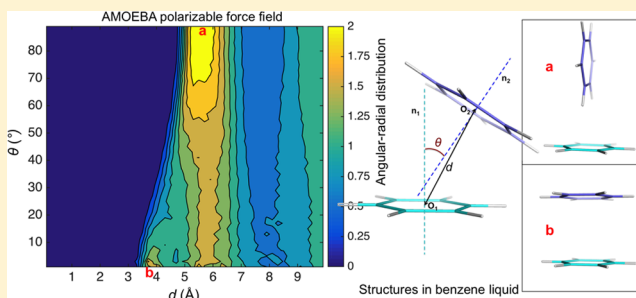 AMOEBA polarizable force field
θ (°)
80
70
60
50
40
30
20
10
1 2 3 4 5 6 7 8 9
d (Å)
a
b
2
1.75
1.5
1.25
1
0.75
0.5
0.25
0
Angular-radial distribution
n₁
n₂
θ
d
O₂
O₁
Structures in benzene liquid
a
b